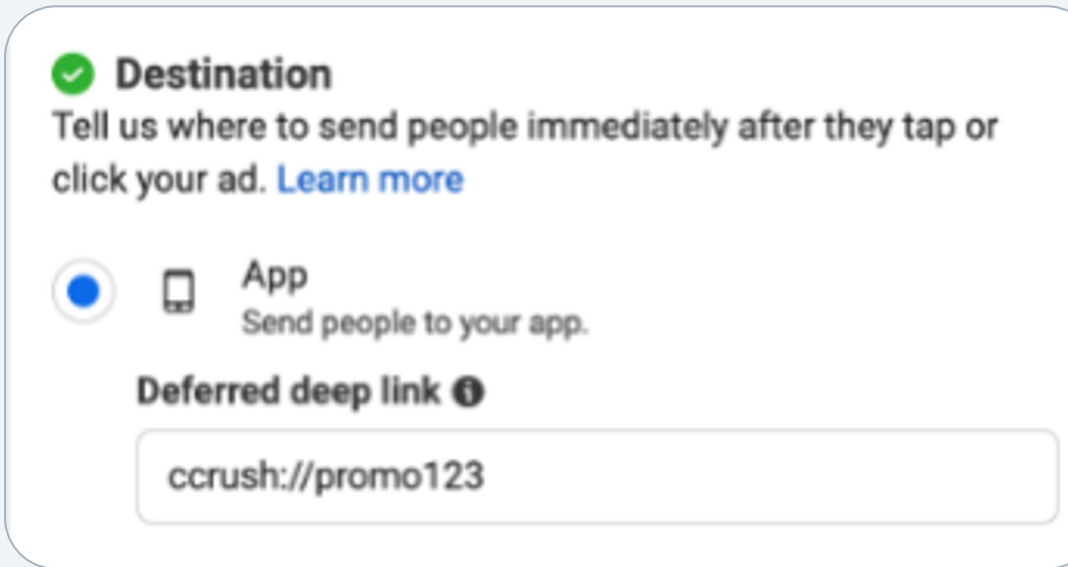 Destination
Tell us where to send people immediately after they tap or
click your ad. Learn more
App
Send people to your app.
Deferred deep link
ccrush://promo123